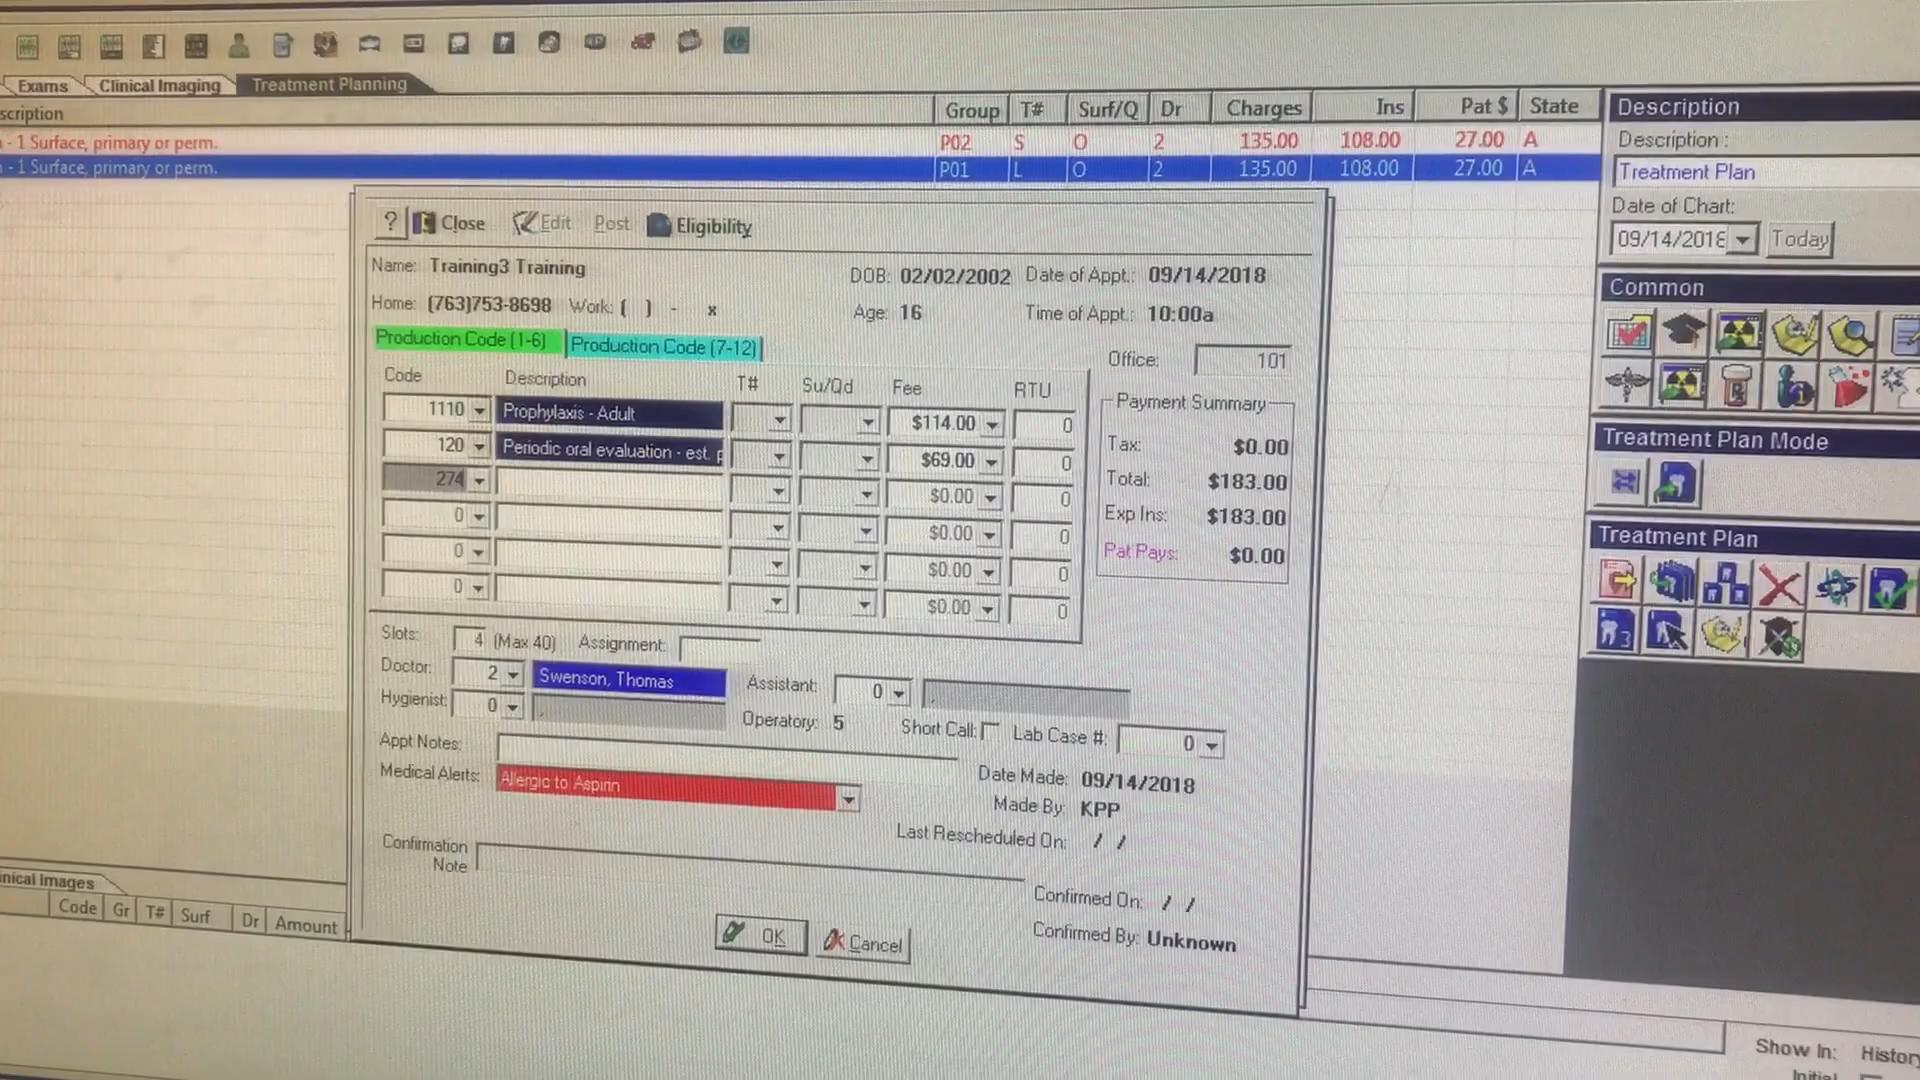 Exams Clinical Imaging Treatment Planning
scription Group T# Surf/Q Dr Charges Ins Pat $ State
- 1 Surface, primary or perm. P02 S O 2 135.00 108.00 27.00 A
- 1 Surface, primary or perm. P01 L O 2 135.00 108.00 27.00 A
Description
Description :
Treatment Plan
Date of Chart:
09/14/2018 Today
Common
Treatment Plan Mode
Treatment Plan
? Close Edit Post Eligibility
Name: Training3 Training DOB: 02/02/2002 Date of Appt.: 09/14/2018
Home: (763)753-8698 Work: ( ) - x Age: 16 Time of Appt.: 10:00a
Production Code (1-6) Production Code (7-12)
Office: 101
Code Description T# Su/Qd Fee RTU
1110 Prophylaxis - Adult $114.00 0
120 Periodic oral evaluation - est. p $69.00 0
274 $0.00 0
0 $0.00 0
0 $0.00 0
0 $0.00 0
Payment Summary
Tax: $0.00
Total: $183.00
Exp Ins: $183.00
Pat Pays: $0.00
Slots: 4 (Max 40) Assignment:
Doctor: 2 Swenson, Thomas Assistant: 0 ,
Hygienist: 0 , Operatory: 5 Short Call: Lab Case #: 0
Appt Notes:
Medical Alerts: Allergic to Aspirin
Date Made: 09/14/2018
Made By: KPP
Last Rescheduled On: / /
Confirmation
Note
Confirmed On: / /
Confirmed By: Unknown
OK Cancel
inical Images
Code Gr T# Surf Dr Amount
Show In: History
Initial